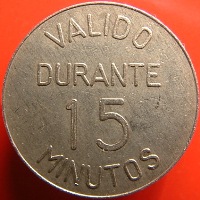 VALIDO
DURANTE
15
MINUTOS